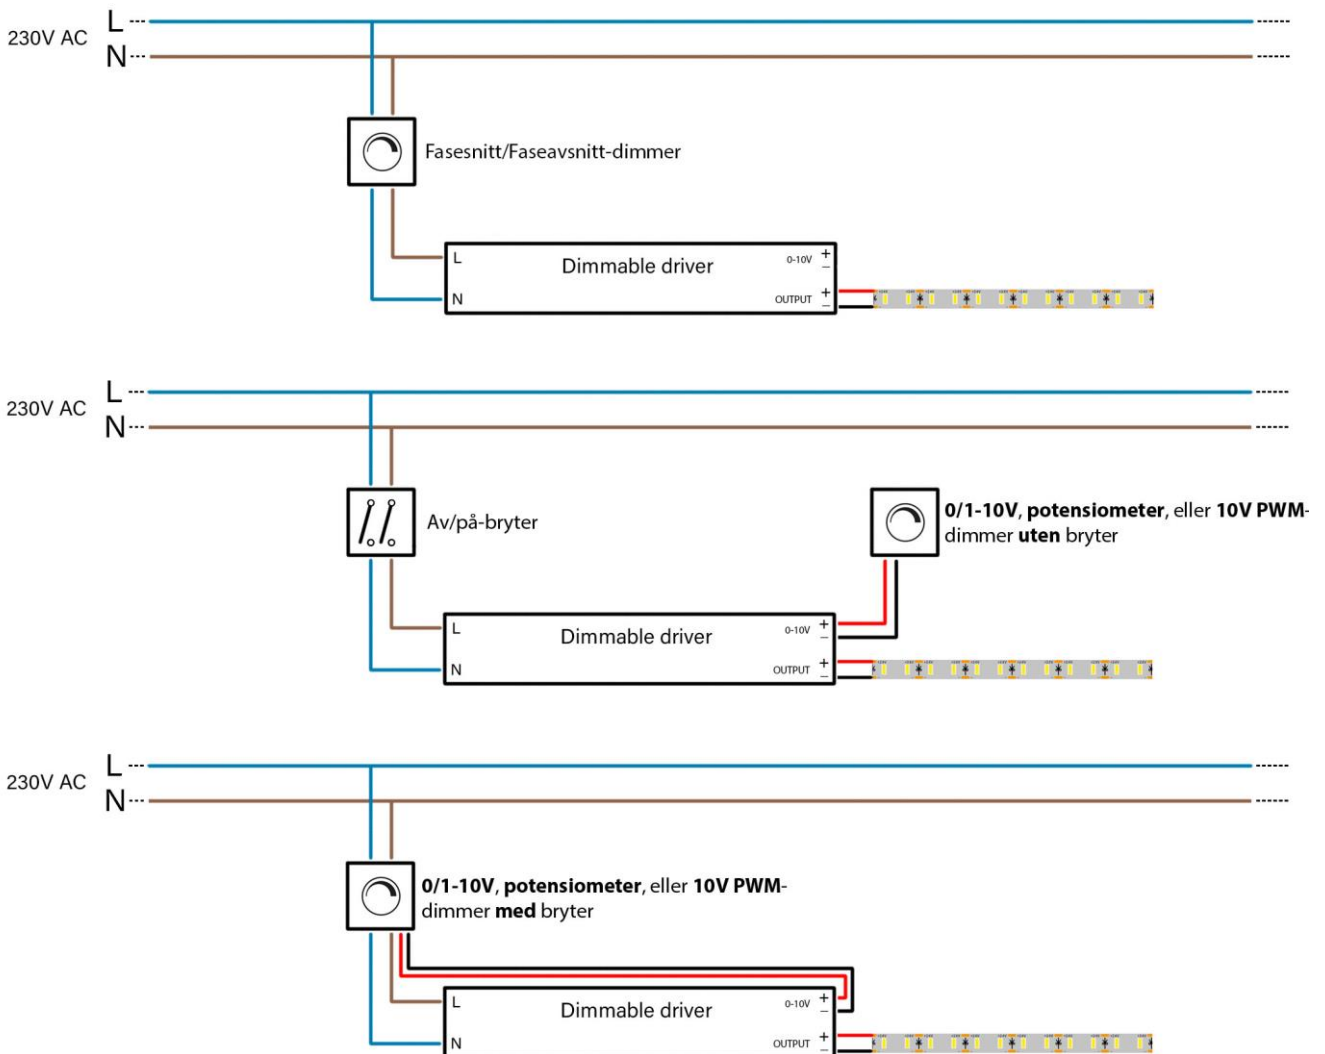 L
230V AC
N
Fasesnitt/Faseavsnitt-dimmer
L
Dimmable driver
0-10V + –
N
OUTPUT + –
L
230V AC
N
Av/på-bryter
0/1-10V, potensiometer, eller 10V PWM-
dimmer uten bryter
L
Dimmable driver
0-10V + –
N
OUTPUT + –
L
230V AC
N
0/1-10V, potensiometer, eller 10V PWM-
dimmer med bryter
L
Dimmable driver
0-10V + –
N
OUTPUT + –